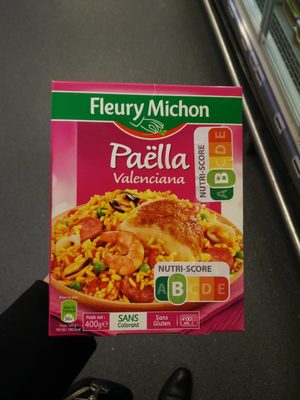 Fleury Michon
Paëlla
Valenciana
NUTRI-SCORE
A B C D E
NUTRI-SCORE
A B C D E
Poids net :
400g
SANS
Colorant
Sans
Gluten